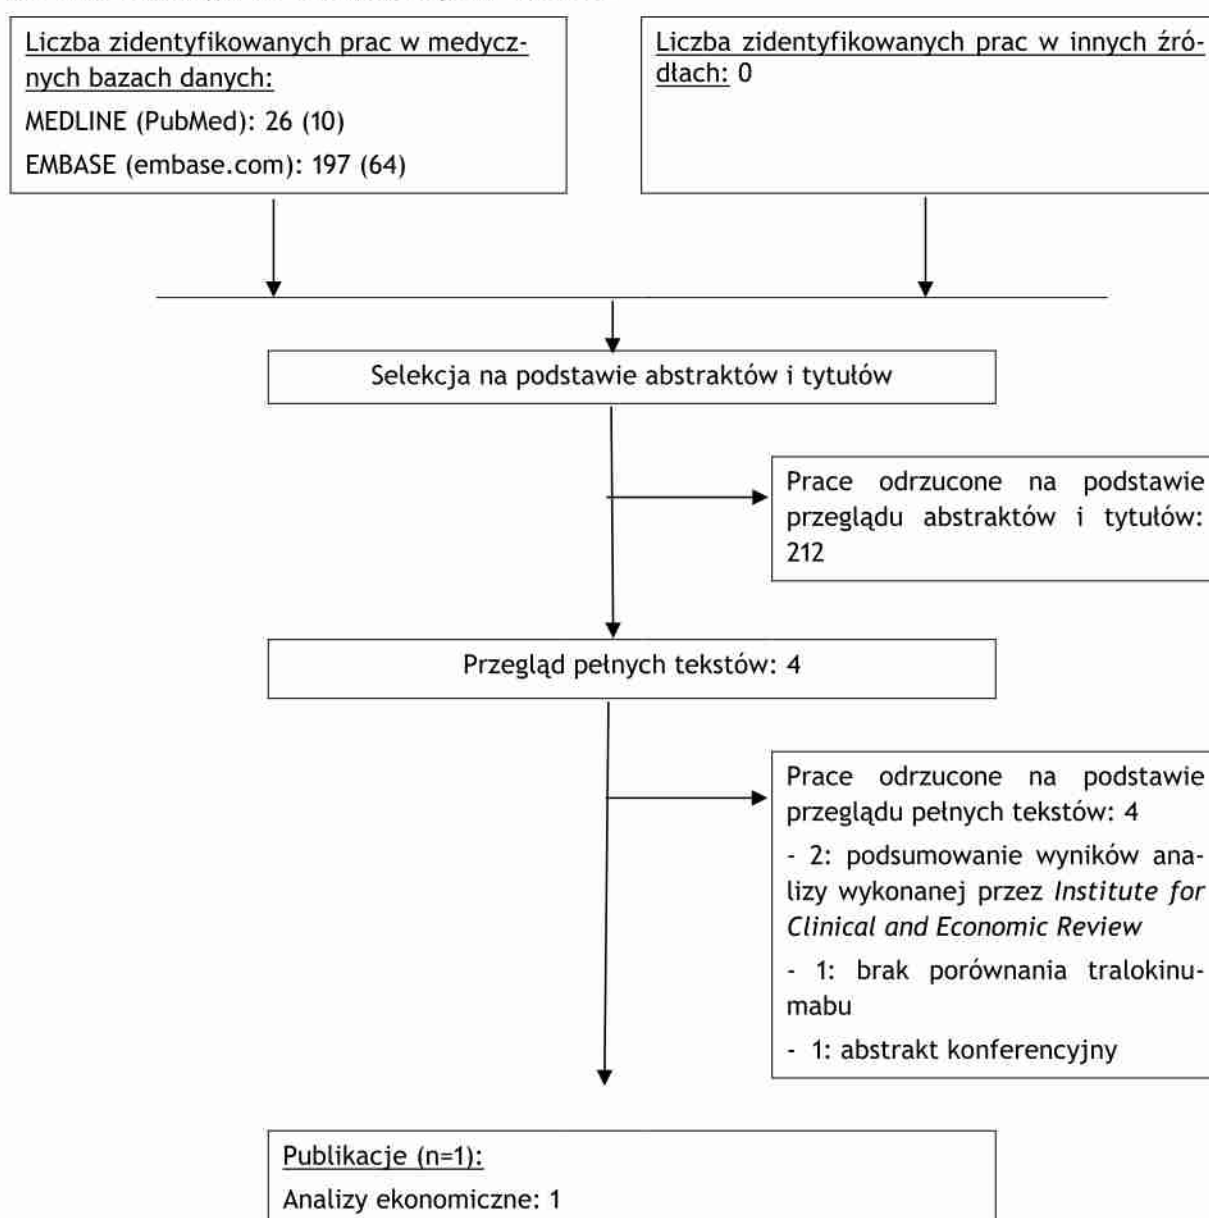 Liczba zidentyfikowanych prac w medycz-
nych bazach danych:
MEDLINE (PubMed): 26 (10)
EMBASE (embase.com): 197 (64)
Liczba zidentyfikowanych prac w innych źró-
dłach: 0
Selekcja na podstawie abstraktów i tytułów
Prace odrzucone na podstawie
przeglądu abstraktów i tytułów:
212
Przegląd pełnych tekstów: 4
Prace odrzucone na podstawie
przeglądu pełnych tekstów: 4
- 2: podsumowanie wyników ana-
lizy wykonanej przez Institute for
Clinical and Economic Review
- 1: brak porównania tralokinu-
mabu
- 1: abstrakt konferencyjny
Publikacje (n=1):
Analizy ekonomiczne: 1